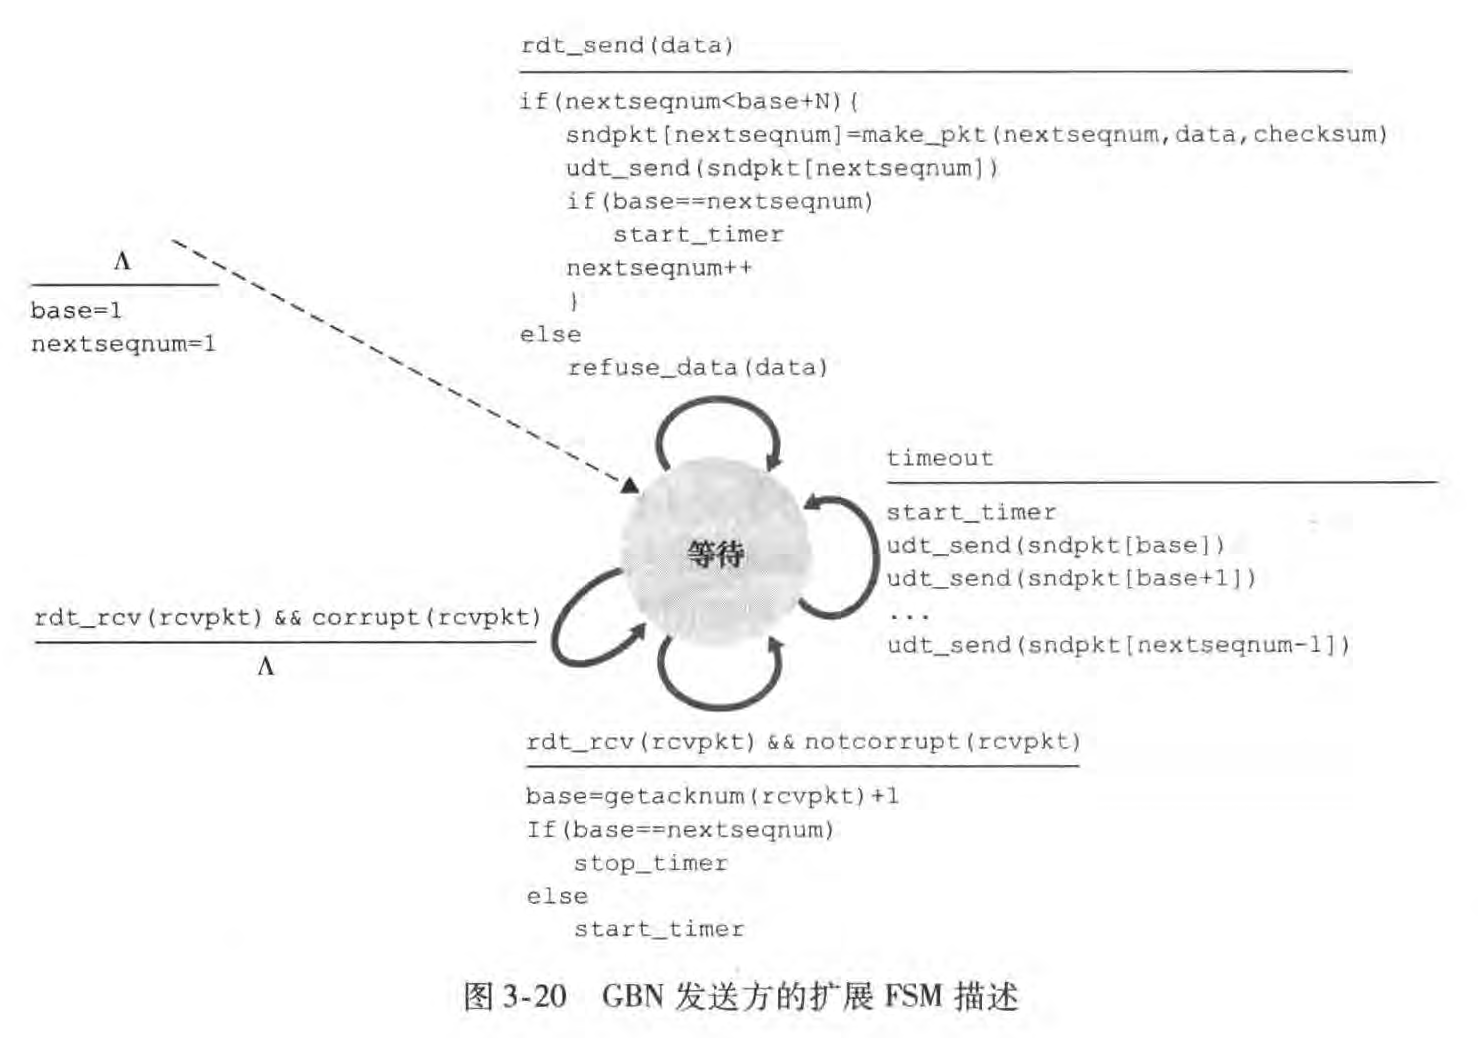 rdt_send(data)
if(nextseqnum<base+N){
sndpkt[nextseqnum]=make_pkt(nextseqnum,data,checksum)
udt_send(sndpkt[nextseqnum])
if(base==nextseqnum)
start_timer
nextseqnum++
}
else
refuse_data(data)
Λ
base=1
nextseqnum=1
timeout
start_timer
udt_send(sndpkt[base])
udt_send(sndpkt[base+1])
...
udt_send(sndpkt[nextseqnum-1])
等待
rdt_rcv(rcvpkt) && corrupt(rcvpkt)
Λ
rdt_rcv(rcvpkt) && notcorrupt(rcvpkt)
base=getacknum(rcvpkt)+1
If(base==nextseqnum)
stop_timer
else
start_timer
图 3-20 GBN 发送方的扩展 FSM 描述